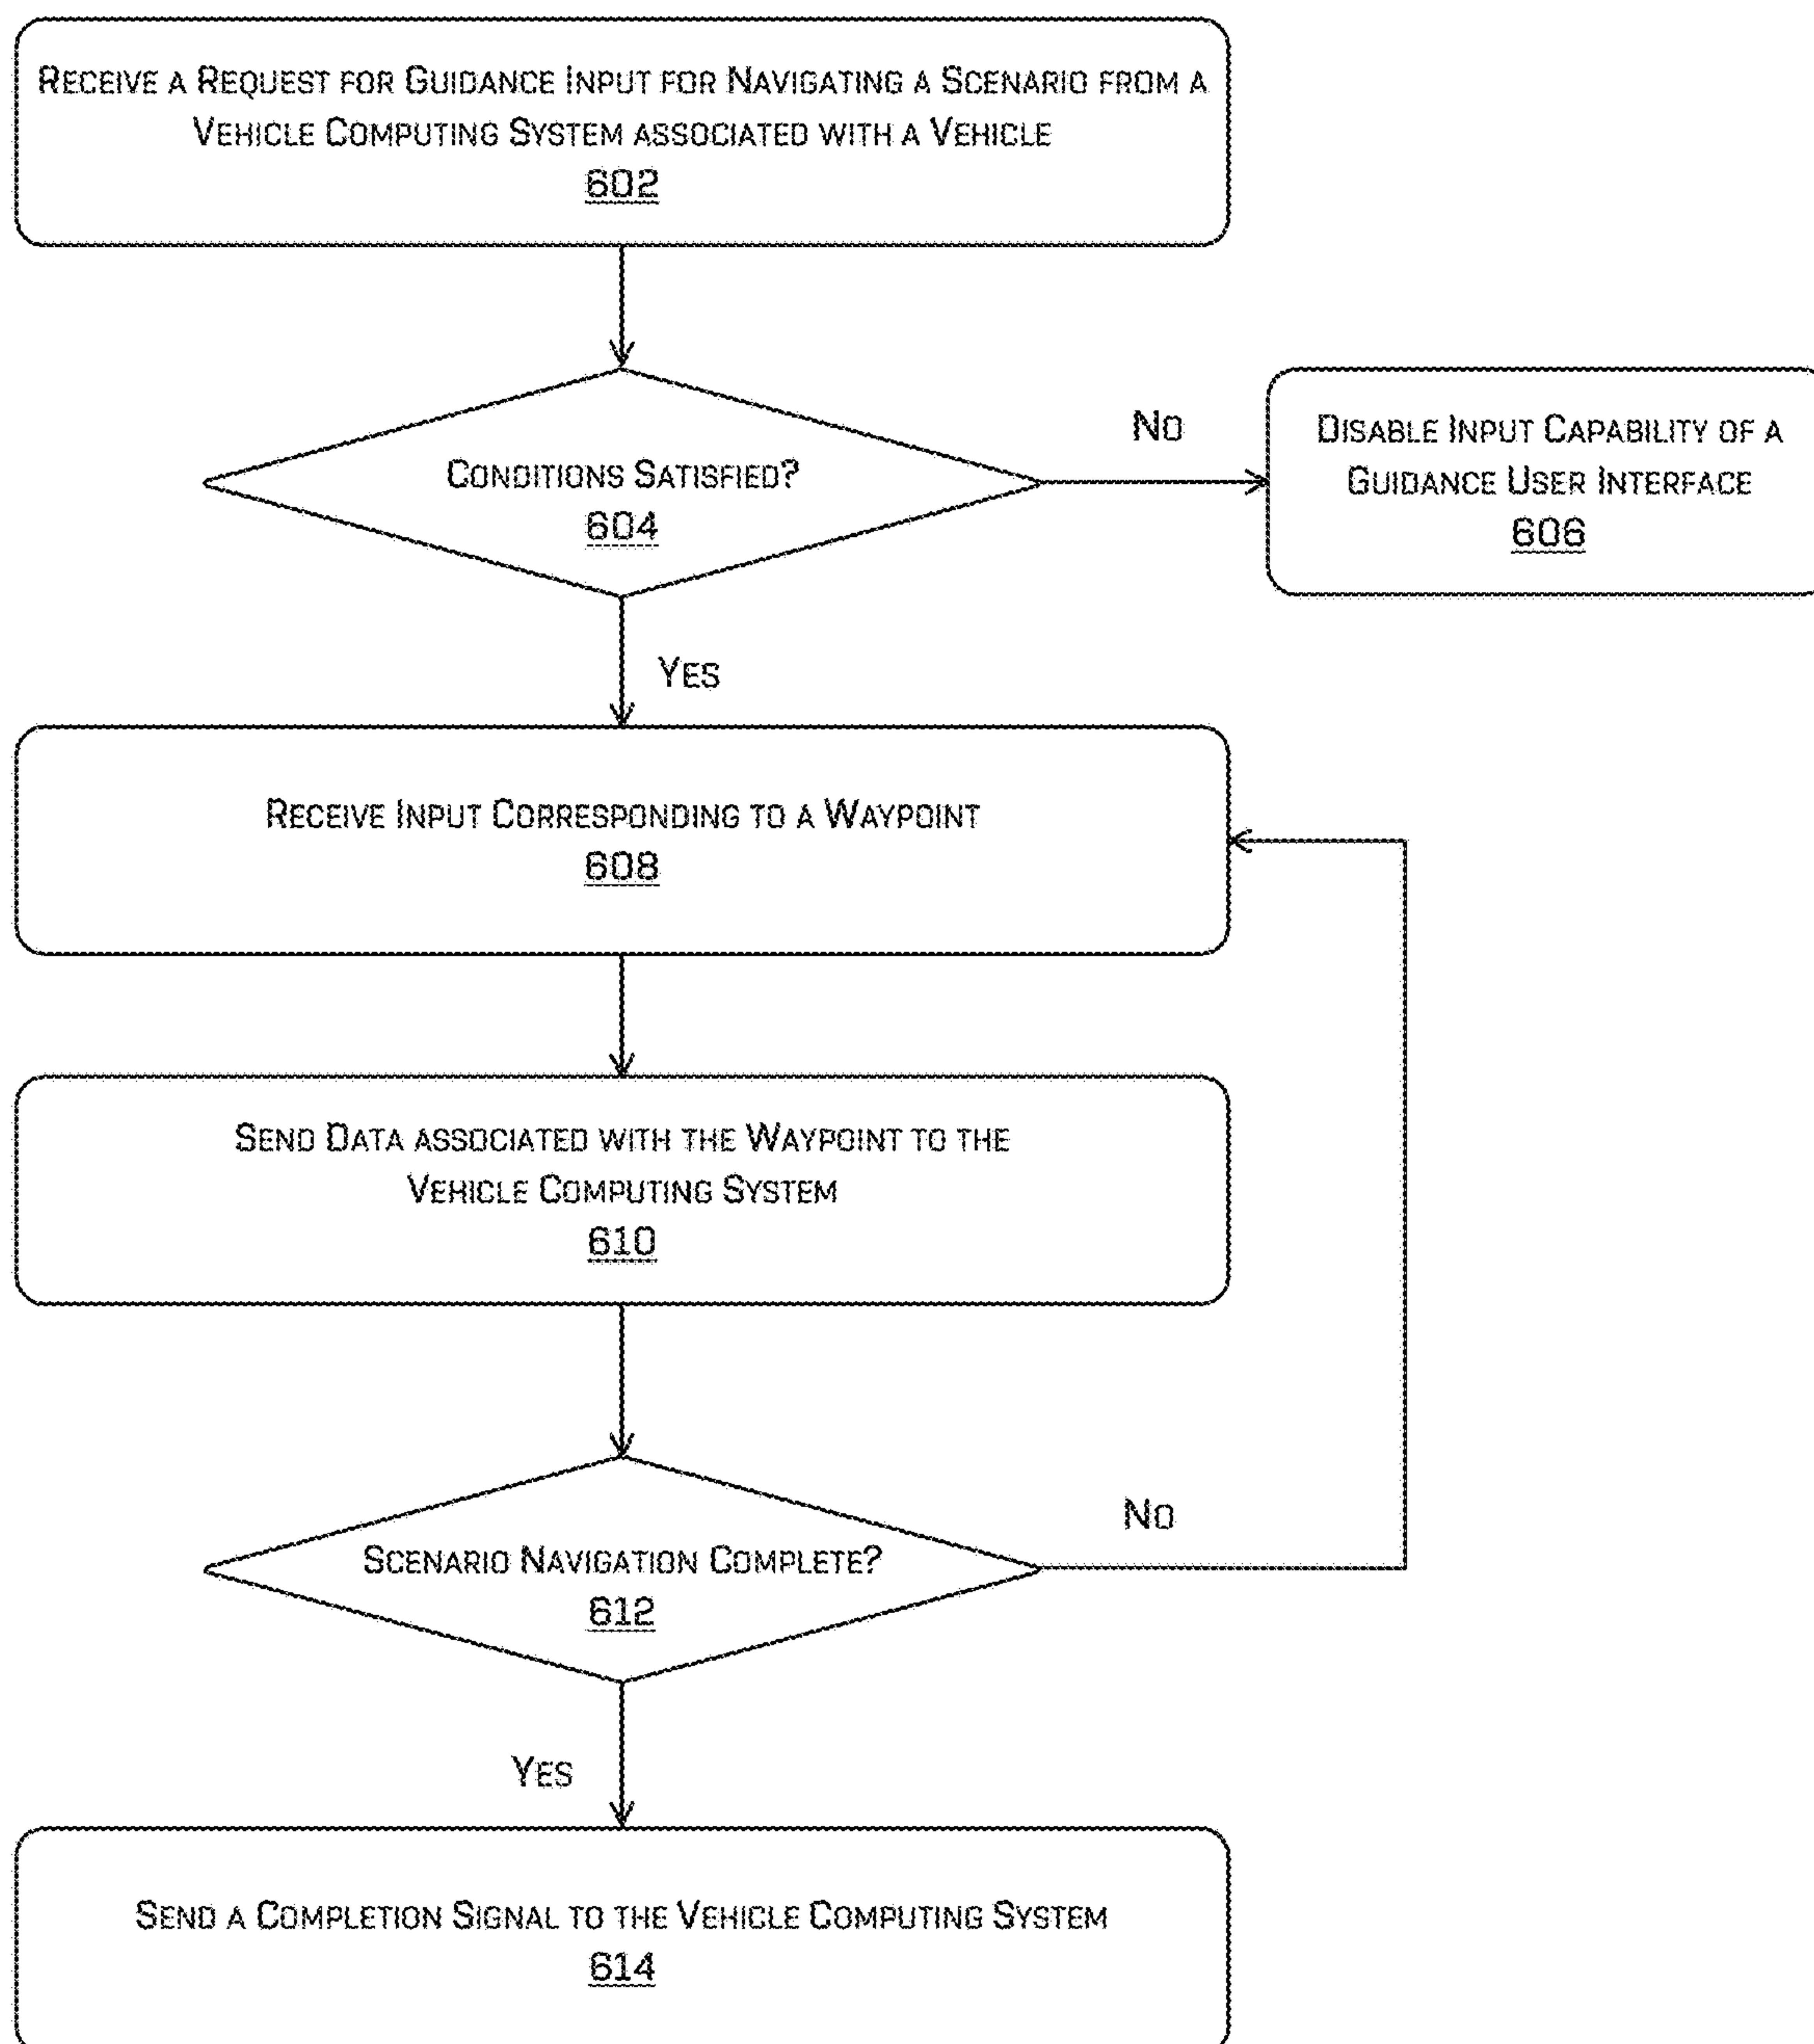 Receive a Request for Guidance Input for Navigating a Scenario from a
Vehicle Computing System associated with a Vehicle
602
Conditions Satisfied?
604
No
Disable Input Capability of a
Guidance User Interface
606
Yes
Receive Input Corresponding to a Waypoint
608
Send Data associated with the Waypoint to the
Vehicle Computing System
610
Scenario Navigation Complete?
612
No
Yes
Send a Completion Signal to the Vehicle Computing System
614